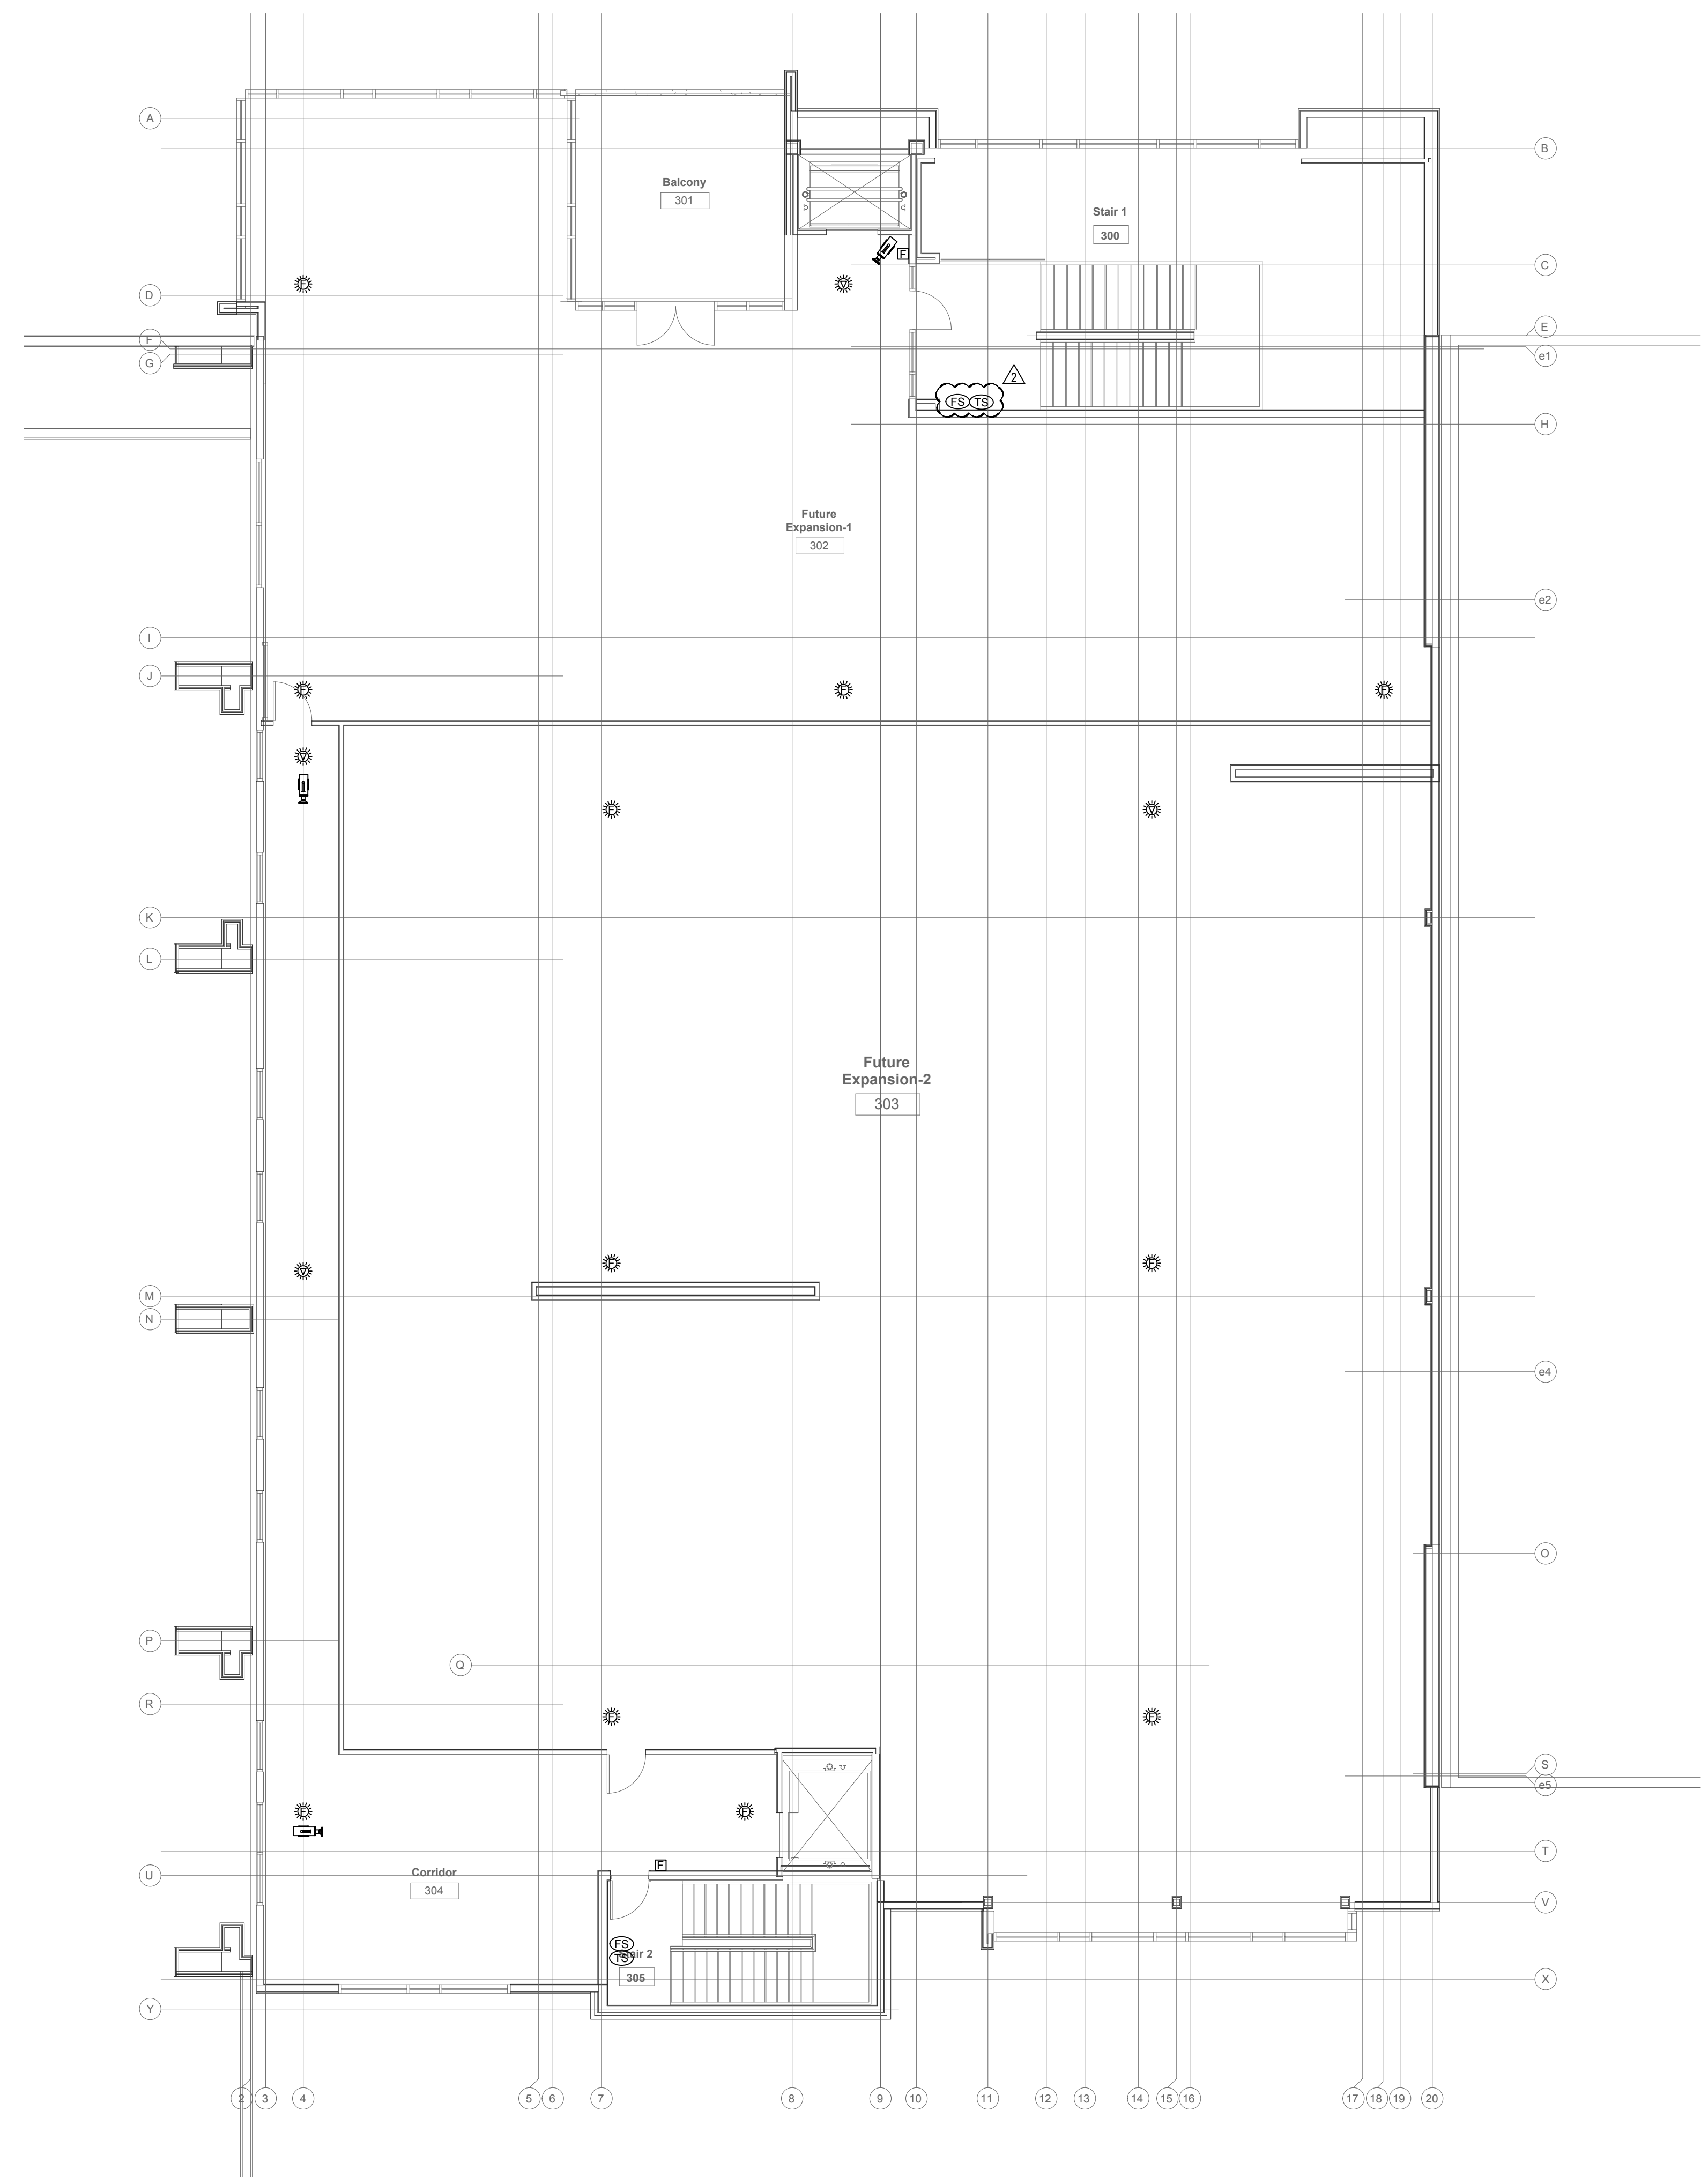 A
B
Balcony
301
Stair 1
300
F
C
F
V
D
E
F
e1
G
2
FS TS
H
Future
Expansion-1
302
e2
I
J
F
F
F
V
F
V
K
L
Future
Expansion-2
303
V
F
F
M
N
e4
O
P
Q
R
F
F
S
e5
F
F
T
F
U
Corridor
304
V
FS
TS
Stair 2
305
X
Y
2 3 4 5 6 7 8 9 10 11 12 13 14 15 16 17 18 19 20